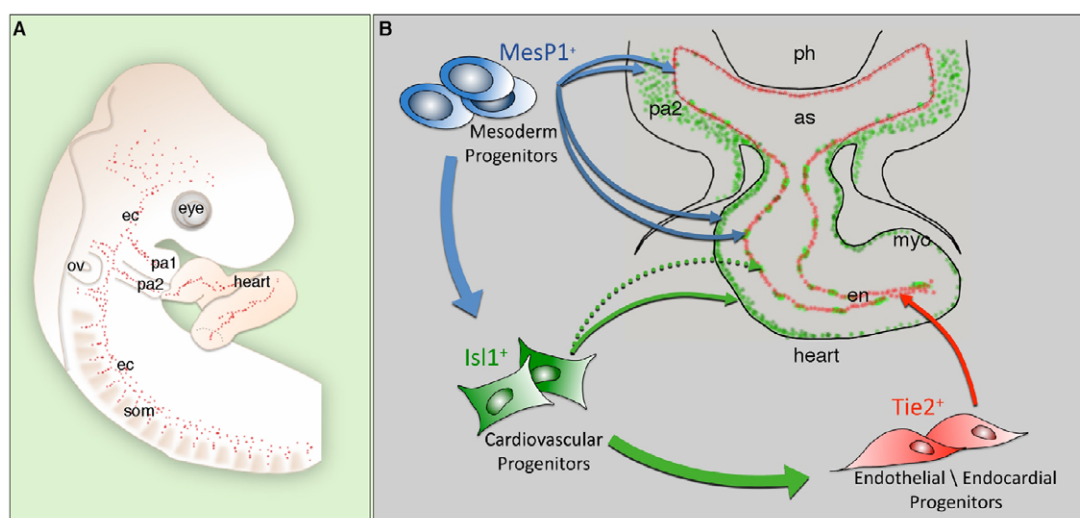 A
ec
eye
ov
pa1
pa2
heart
ec
som
B
MesP1⁺
Mesoderm
Progenitors
ph
pa2
as
myo
en
heart
Isl1⁺
Cardiovascular
Progenitors
Tie2⁺
Endothelial \ Endocardial
Progenitors